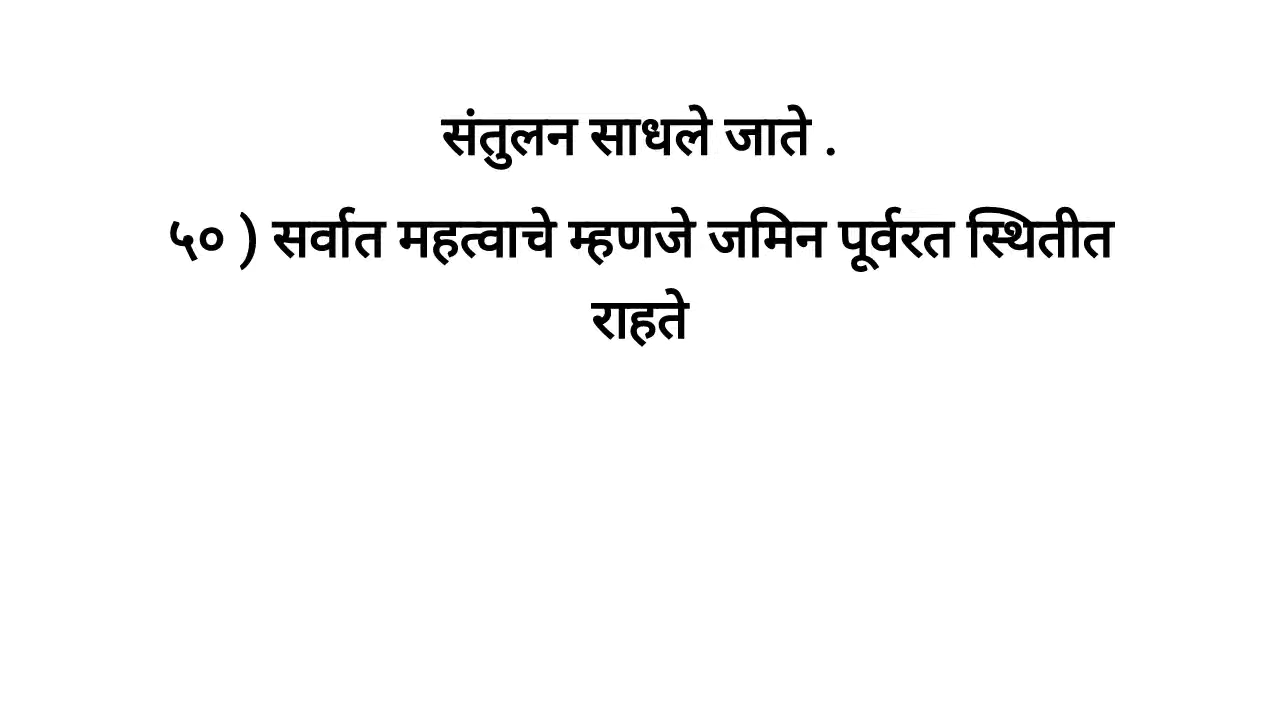 संतुलन साधले जाते .
५० ) सर्वात महत्वाचे म्हणजे जमिन पूर्वरत स्थितीत
राहते